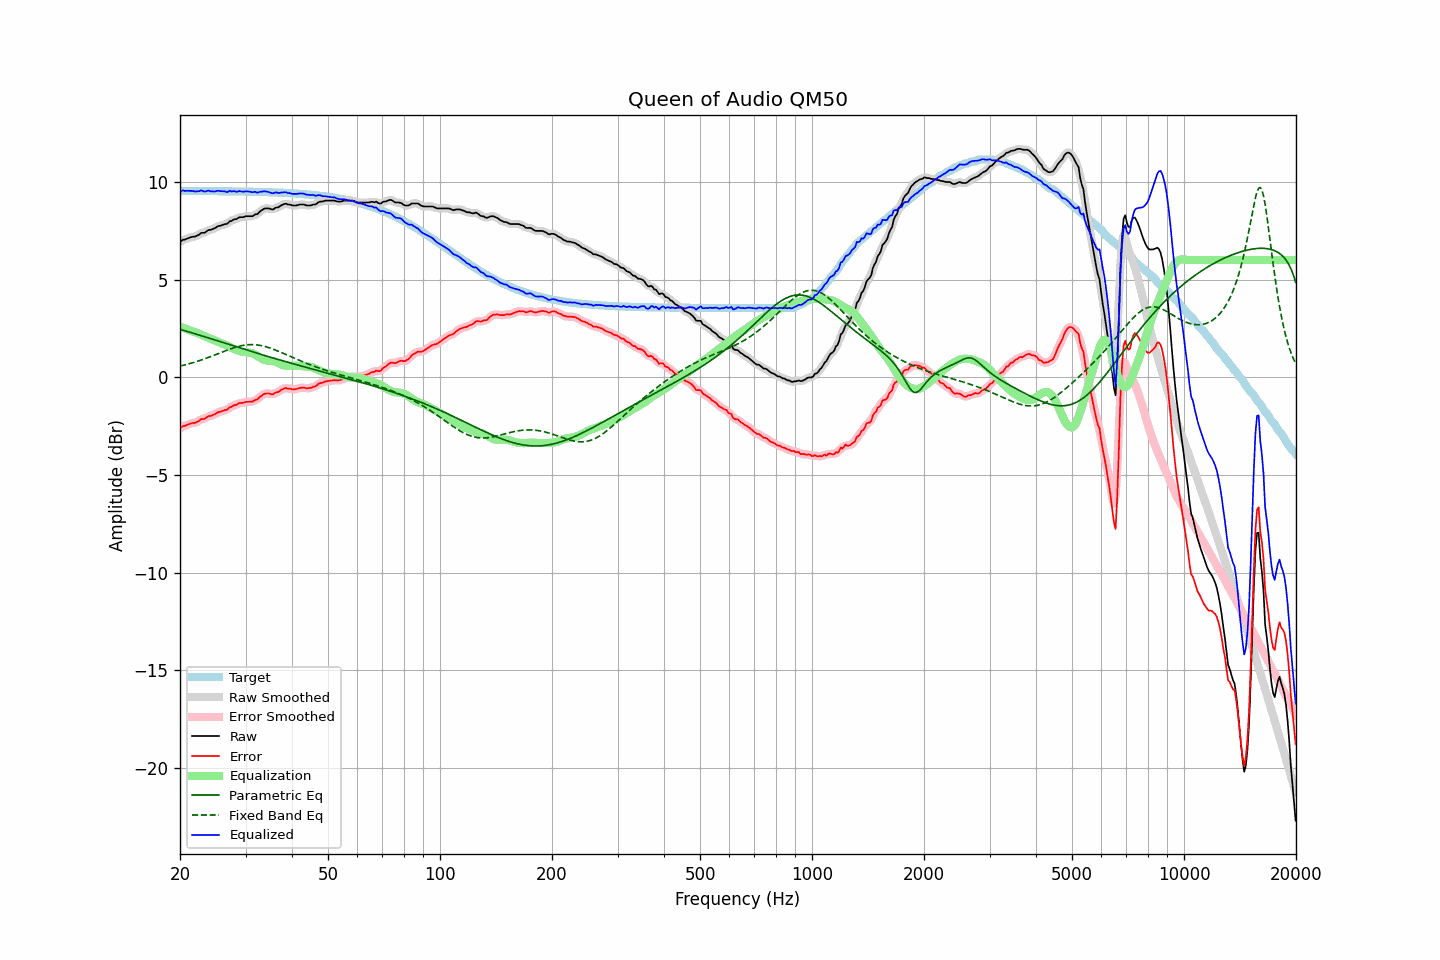 Queen of Audio QM50
Amplitude (dBr)
10
5
0
−5
−10
−15
−20
Target
Raw Smoothed
Error Smoothed
Raw
Error
Equalization
Parametric Eq
Fixed Band Eq
Equalized
20 50 100 200 500 1000 2000 5000 10000 20000
Frequency (Hz)